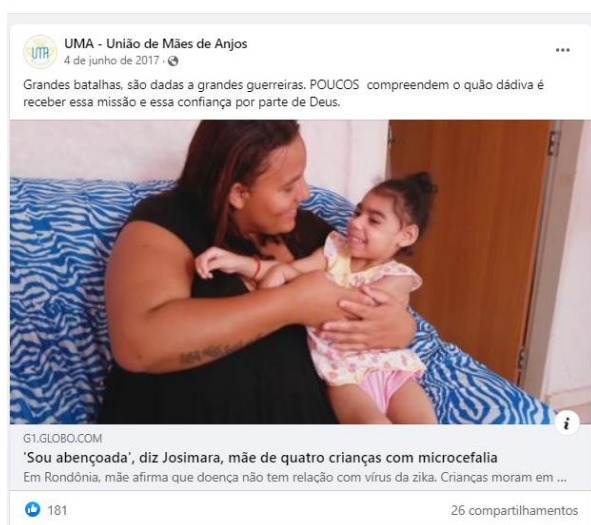 UMA - União de Mães de Anjos
4 de junho de 2017 ·
Grandes batalhas, são dadas a grandes guerreiras. POUCOS compreendem o quão dádiva é
receber essa missão e essa confiança por parte de Deus.
G1.GLOBO.COM
'Sou abençoada', diz Josimara, mãe de quatro crianças com microcefalia
Em Rondônia, mãe afirma que doença não tem relação com vírus da zika. Crianças moram em ...
181
26 compartilhamentos